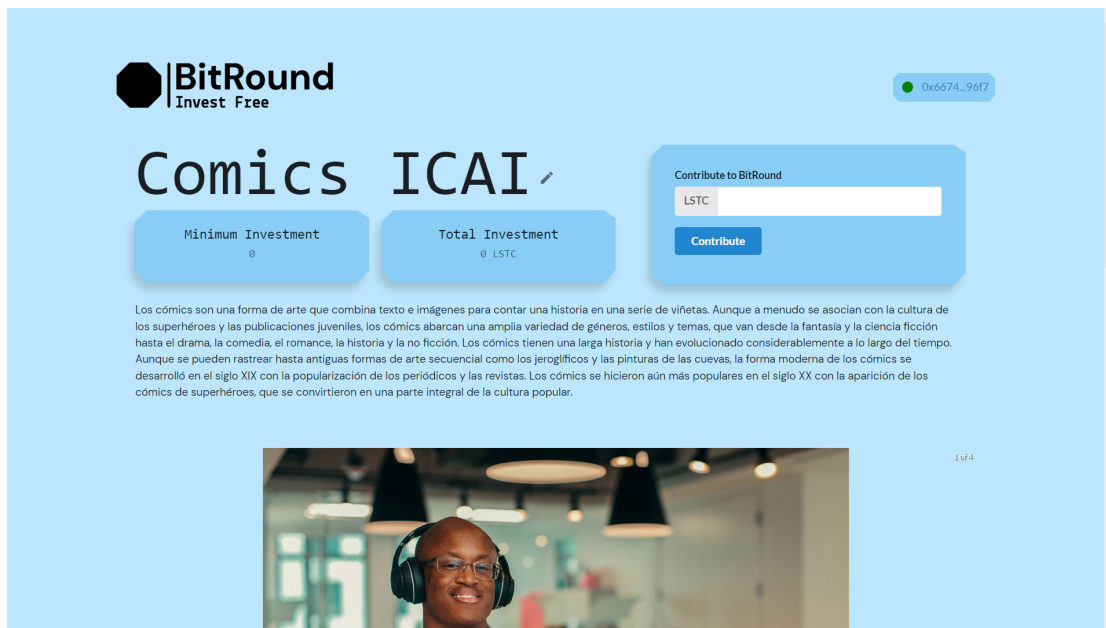 BitRound
Invest Free
0x6674...96f7
Comics ICAI
Contribute to BitRound
LSTC
Contribute
Minimum Investment
0
Total Investment
0 LSTC
Los cómics son una forma de arte que combina texto e imágenes para contar una historia en una serie de viñetas. Aunque a menudo se asocian con la cultura de
los superhéroes y las publicaciones juveniles, los cómics abarcan una amplia variedad de géneros, estilos y temas, que van desde la fantasía y la ciencia ficción
hasta el drama, la comedia, el romance, la historia y la no ficción. Los cómics tienen una larga historia y han evolucionado considerablemente a lo largo del tiempo.
Aunque se pueden rastrear hasta antiguas formas de arte secuencial como los jeroglíficos y las pinturas de las cuevas, la forma moderna de los cómics se
desarrolló en el siglo XIX con la popularización de los periódicos y las revistas. Los cómics se hicieron aún más populares en el siglo XX con la aparición de los
cómics de superhéroes, que se convirtieron en una parte integral de la cultura popular.
1 of 4